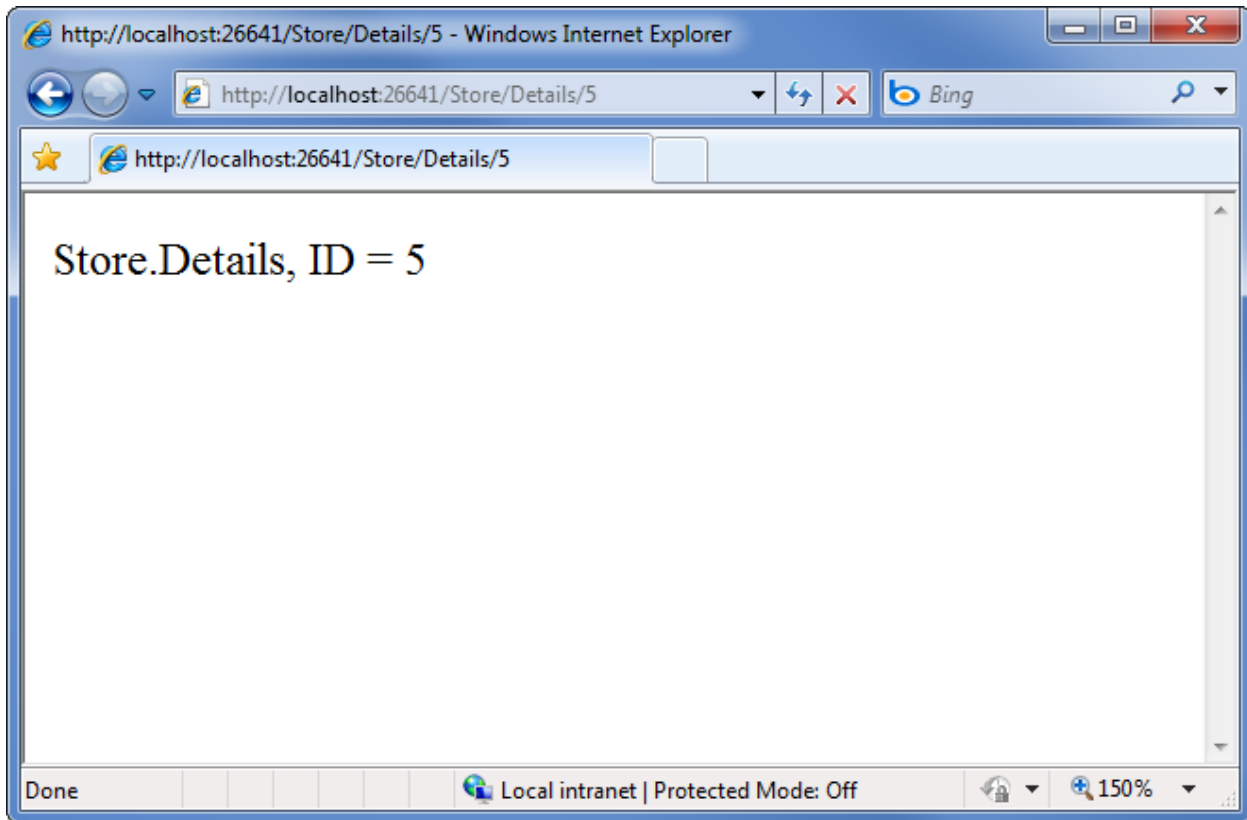 http://localhost:26641/Store/Details/5 - Windows Internet Explorer
http://localhost:26641/Store/Details/5
Bing
http://localhost:26641/Store/Details/5
Store.Details, ID = 5
Done
Local intranet | Protected Mode: Off
150%